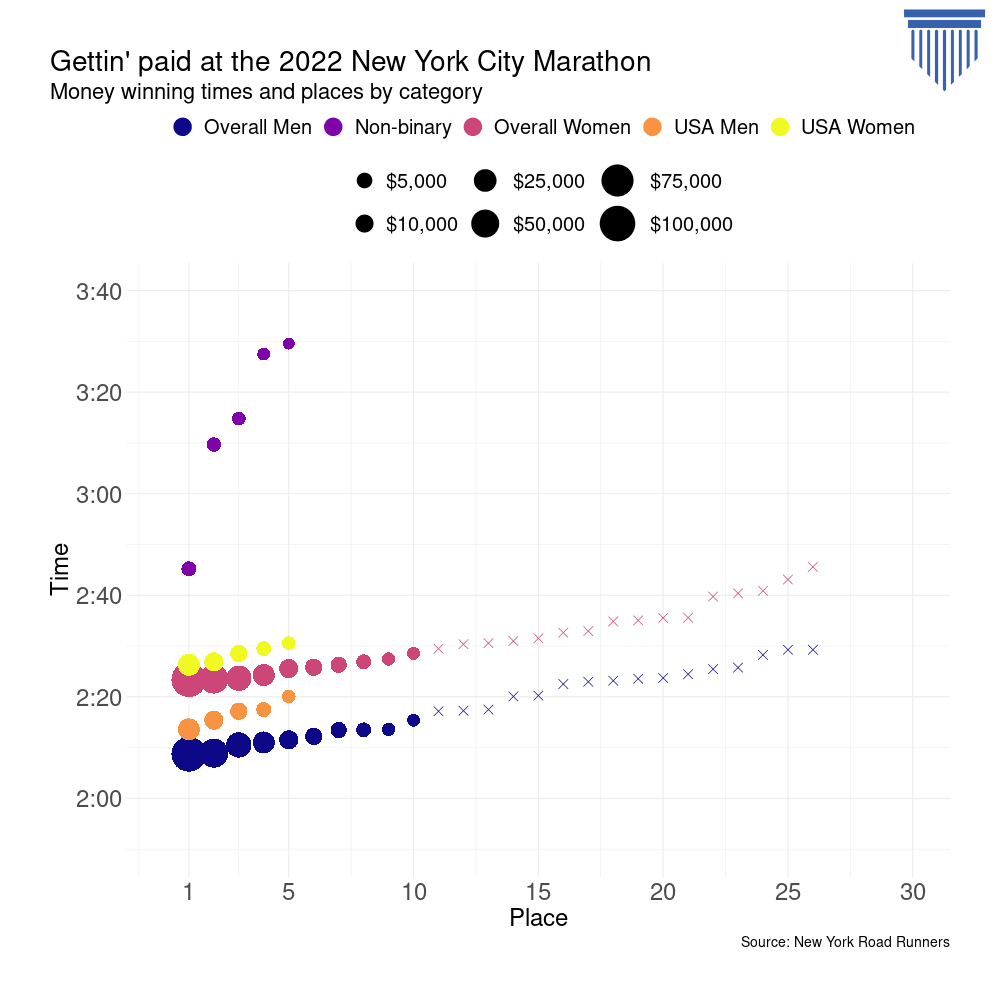 Gettin' paid at the 2022 New York City Marathon
Money winning times and places by category
Overall Men Non-binary Overall Women USA Men USA Women
$5,000 $25,000 $75,000
$10,000 $50,000 $100,000
3:40
3:20
3:00
2:40
2:20
2:00
Time
1 5 10 15 20 25 30
Place
Source: New York Road Runners